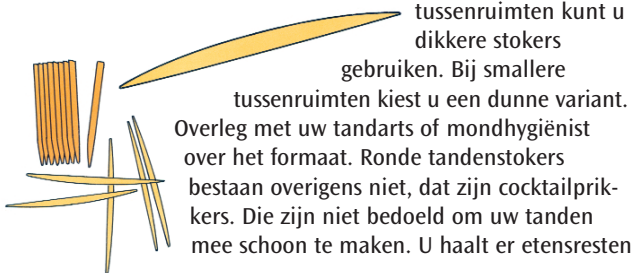 tussenruimten kunt u
dikkere stokers
gebruiken. Bij smallere
tussenruimten kiest u een dunne variant.
Overleg met uw tandarts of mondhygiënist
over het formaat. Ronde tandenstokers
bestaan overigens niet, dat zijn cocktailprik-
kers. Die zijn niet bedoeld om uw tanden
mee schoon te maken. U haalt er etensresten